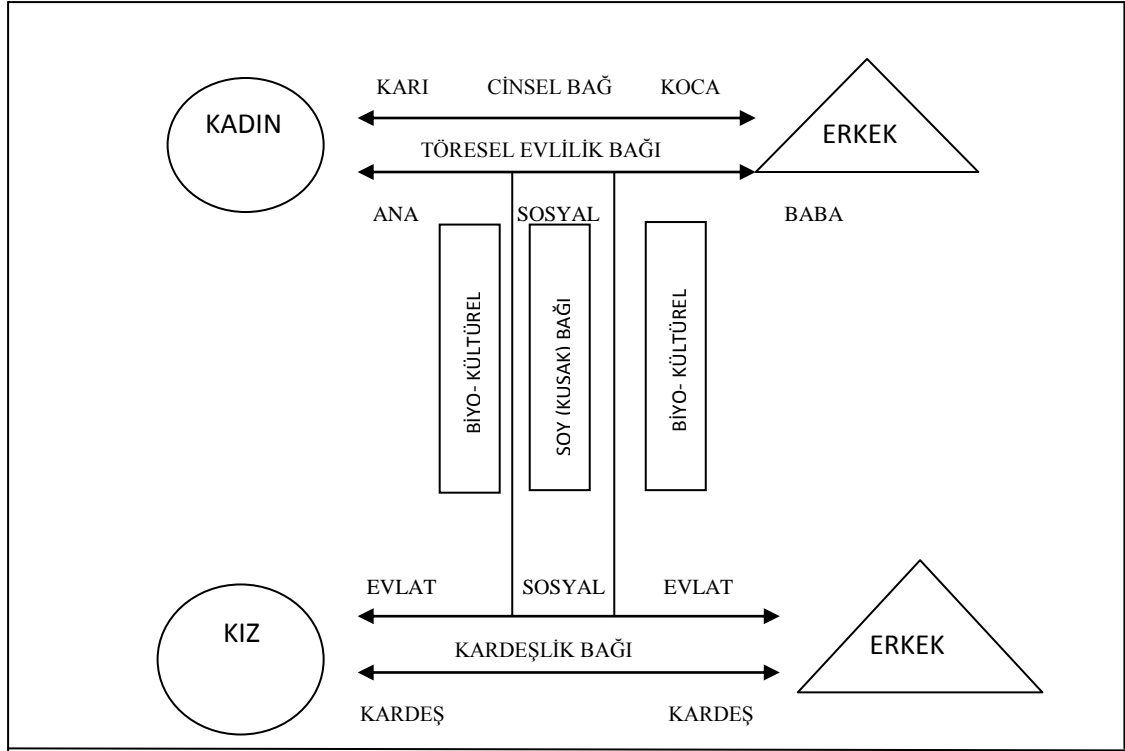 KARI CİNSEL BAĞ KOCA
KADIN ERKEK
TÖRESEL EVLİLİK BAĞI
ANA SOSYAL BABA
BİYO- KÜLTÜREL
SOY (KUSAK) BAĞI
BİYO- KÜLTÜREL
EVLAT SOSYAL EVLAT
KIZ ERKEK
KARDEŞLİK BAĞI
KARDEŞ KARDEŞ